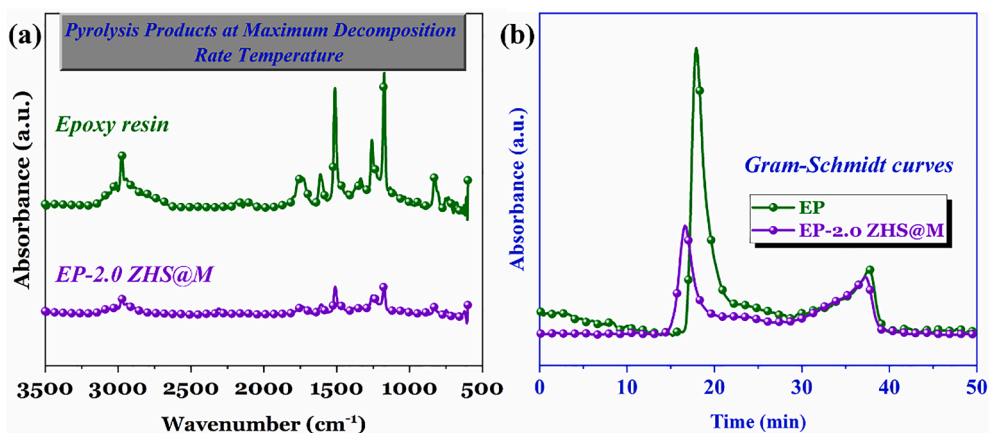 (a)
Pyrolysis Products at Maximum Decomposition
Rate Temperature
Absorbance (a.u.)
Epoxy resin
EP-2.0 ZHS@M
3500 3000 2500 2000 1500 1000 500
Wavenumber (cm⁻¹)
(b)
Absorbance (a.u.)
Gram-Schmidt curves
EP
EP-2.0 ZHS@M
0 10 20 30 40 50
Time (min)